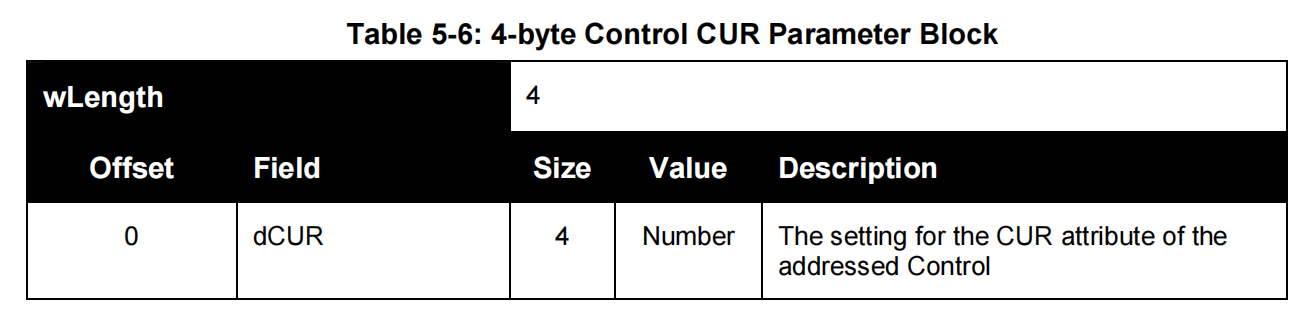 Table 5-6: 4-byte Control CUR Parameter Block
wLength 4
Offset Field Size Value Description
0 dCUR 4 Number The setting for the CUR attribute of the
addressed Control